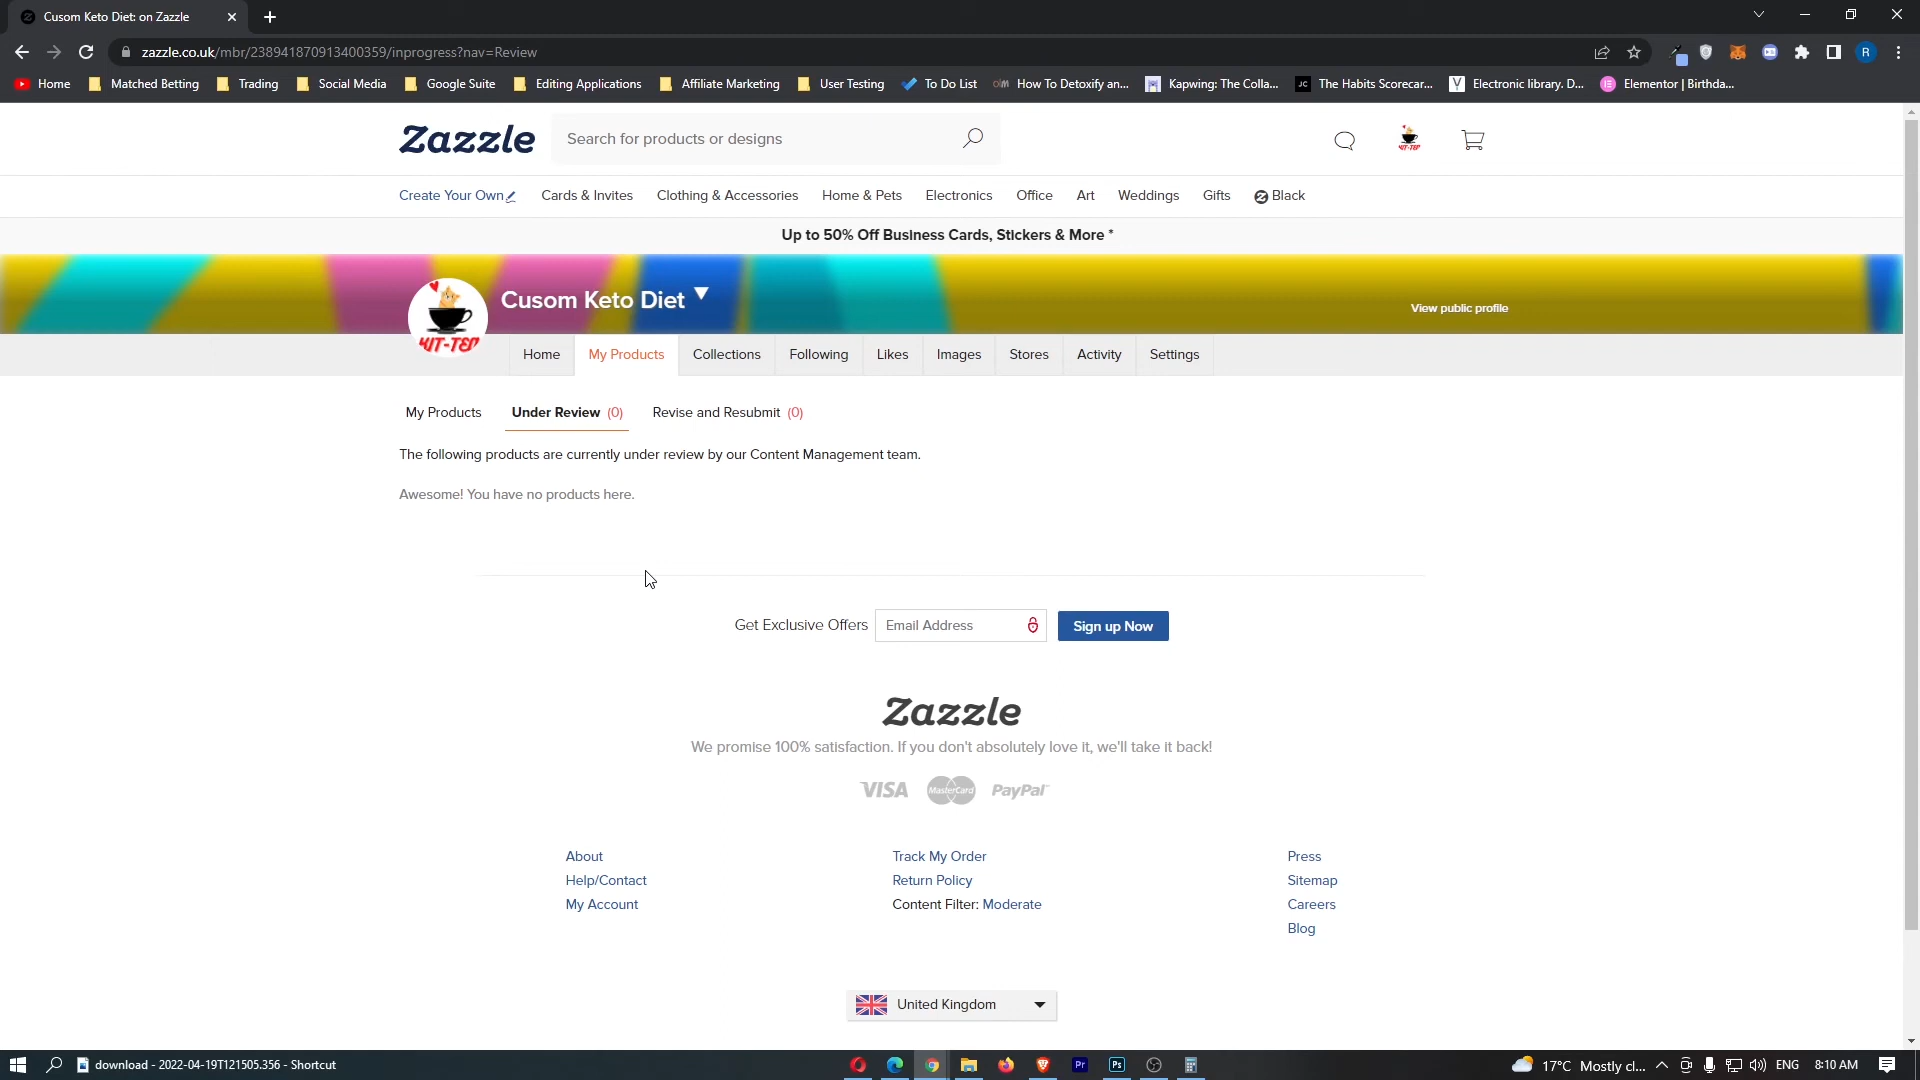 Cusom Keto Diet: on Zazzle
zazzle.co.uk/mbr/238941870913400359/inprogress?nav=Review
R
Home
Matched Betting
Trading
Social Media
Google Suite
Editing Applications
Affiliate Marketing
User Testing
To Do List
How To Detoxify an...
Kapwing: The Colla...
The Habits Scorecar...
Electronic library. D...
Elementor | Birthda...
Zazzle
Search for products or designs
Create Your Own
Cards & Invites
Clothing & Accessories
Home & Pets
Electronics
Office
Art
Weddings
Gifts
Black
Up to 50% Off Business Cards, Stickers & More *
Cusom Keto Diet
View public profile
Home
My Products
Collections
Following
Likes
Images
Stores
Activity
Settings
My Products
Under Review (0)
Revise and Resubmit (0)
The following products are currently under review by our Content Management team.
Awesome! You have no products here.
Get Exclusive Offers
Email Address
Sign up Now
Zazzle
We promise 100% satisfaction. If you don't absolutely love it, we'll take it back!
VISA
MasterCard
PayPal
About
Track My Order
Press
Help/Contact
Return Policy
Sitemap
My Account
Content Filter: Moderate
Careers
Blog
United Kingdom
download - 2022-04-19T121505.356 - Shortcut
Pr
Ps
17°C Mostly cl...
ENG
8:10 AM